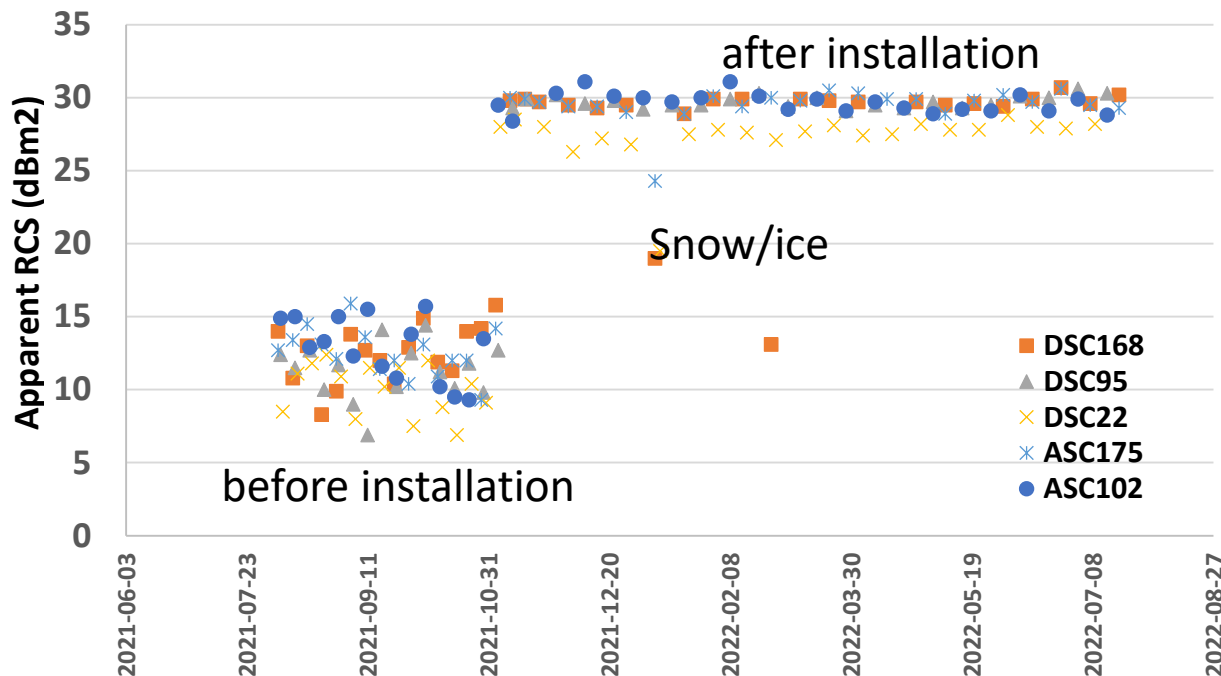 Apparent RCS (dBm2)
35
30
25
20
15
10
5
0
after installation
Snow/ice
before installation
DSC168
DSC95
DSC22
ASC175
ASC102
2021-06-03
2021-07-23
2021-09-11
2021-10-31
2021-12-20
2022-02-08
2022-03-30
2022-05-19
2022-07-08
2022-08-27